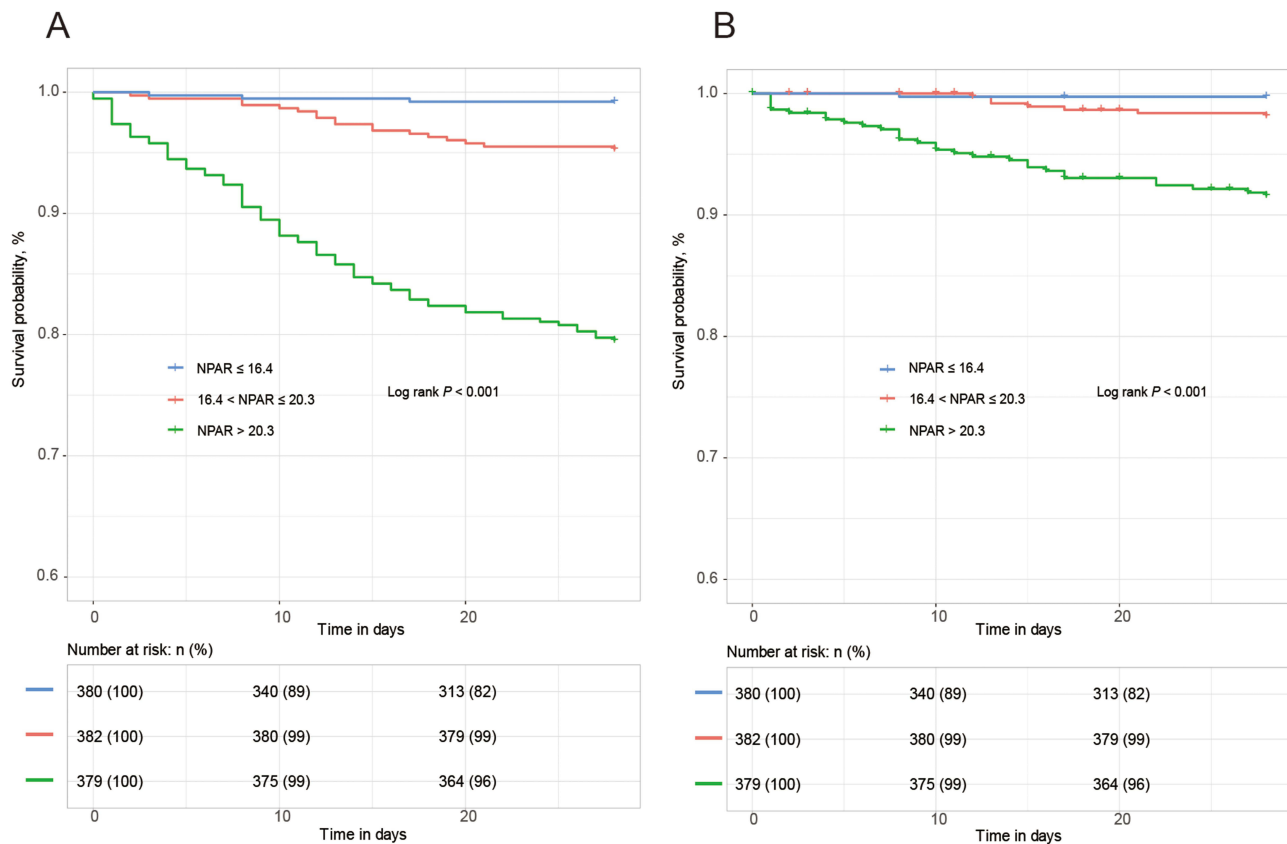 A
Survival probability, %
1.0
0.9
0.8
0.7
0.6
NPAR ≤ 16.4
16.4 < NPAR ≤ 20.3
NPAR > 20.3
Log rank P < 0.001
0 10 20
Time in days
Number at risk: n (%)
380 (100) 340 (89) 313 (82)
382 (100) 380 (99) 379 (99)
379 (100) 375 (99) 364 (96)
0 10 20
Time in days
B
Survival probability, %
1.0
0.9
0.8
0.7
0.6
NPAR ≤ 16.4
16.4 < NPAR ≤ 20.3
NPAR > 20.3
Log rank P < 0.001
0 10 20
Time in days
Number at risk: n (%)
380 (100) 340 (89) 313 (82)
382 (100) 380 (99) 379 (99)
379 (100) 375 (99) 364 (96)
0 10 20
Time in days